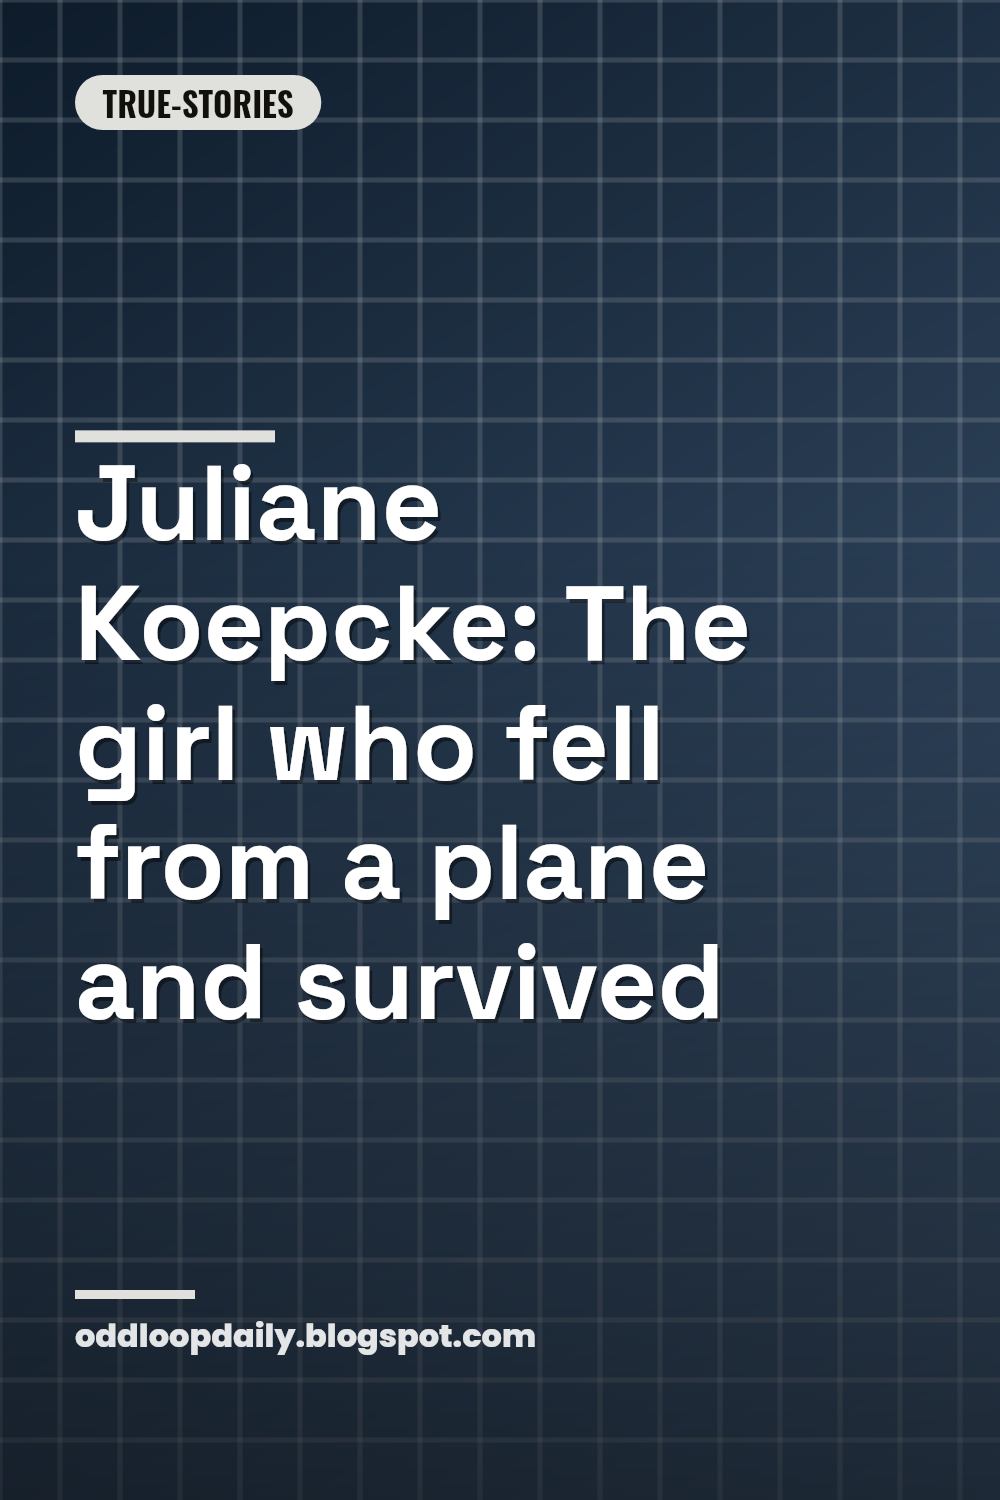 TRUE-STORIES
Juliane
Koepcke: The
girl who fell
from a plane
and survived
oddloopdaily.blogspot.com